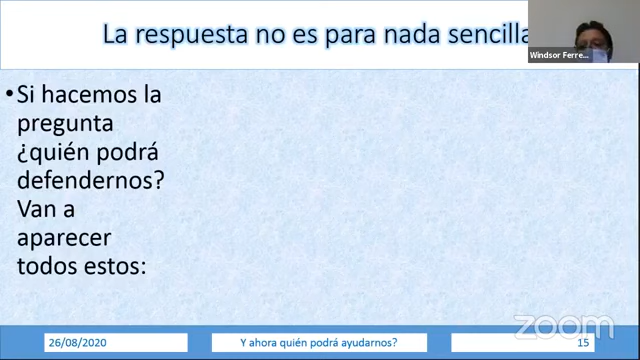 La respuesta no es para nada sencilla
Windsor Ferre...
•Si hacemos la
pregunta
¿quién podrá
defendernos?
Van a
aparecer
todos estos:
26/08/2020
Y ahora quién podrá ayudarnos?
15
zoom